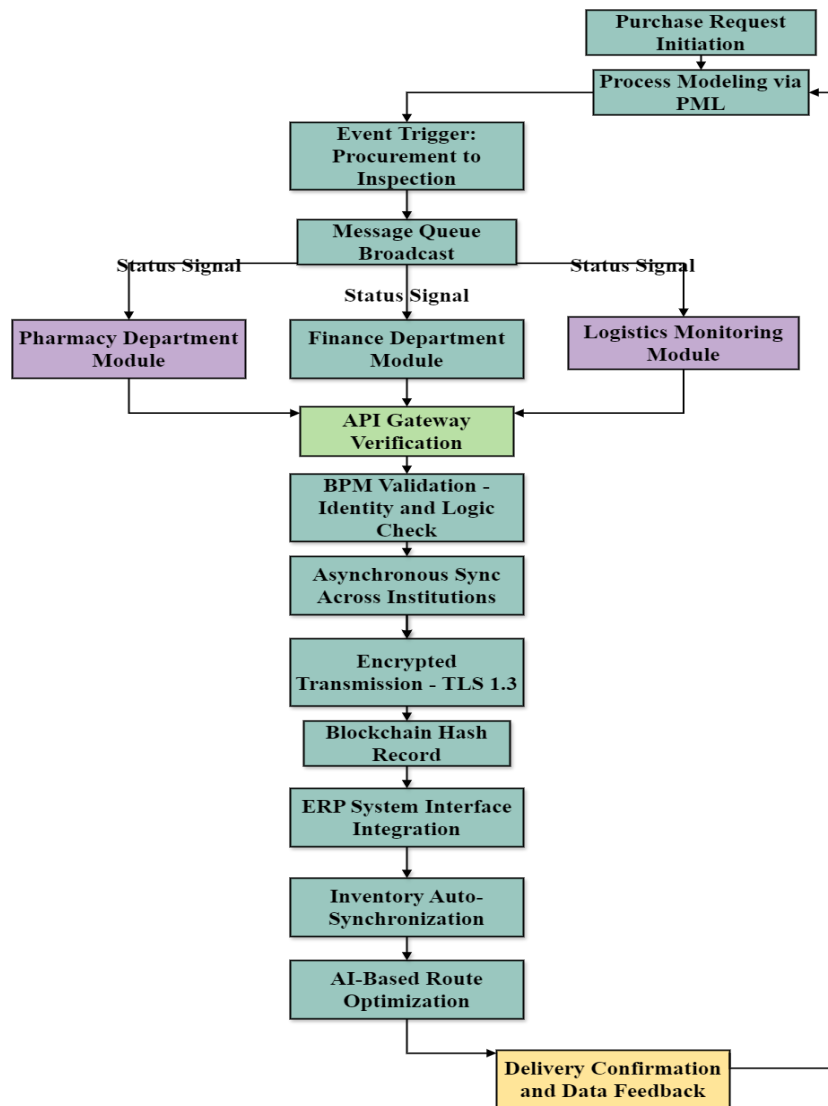 Purchase Request
Initiation
Process Modeling via
PML
Event Trigger:
Procurement to
Inspection
Message Queue
Broadcast
Status Signal
Status Signal
Status Signal
Pharmacy Department
Module
Finance Department
Module
Logistics Monitoring
Module
API Gateway
Verification
BPM Validation -
Identity and Logic
Check
Asynchronous Sync
Across Institutions
Encrypted
Transmission - TLS 1.3
Blockchain Hash
Record
ERP System Interface
Integration
Inventory Auto-
Synchronization
AI-Based Route
Optimization
Delivery Confirmation
and Data Feedback